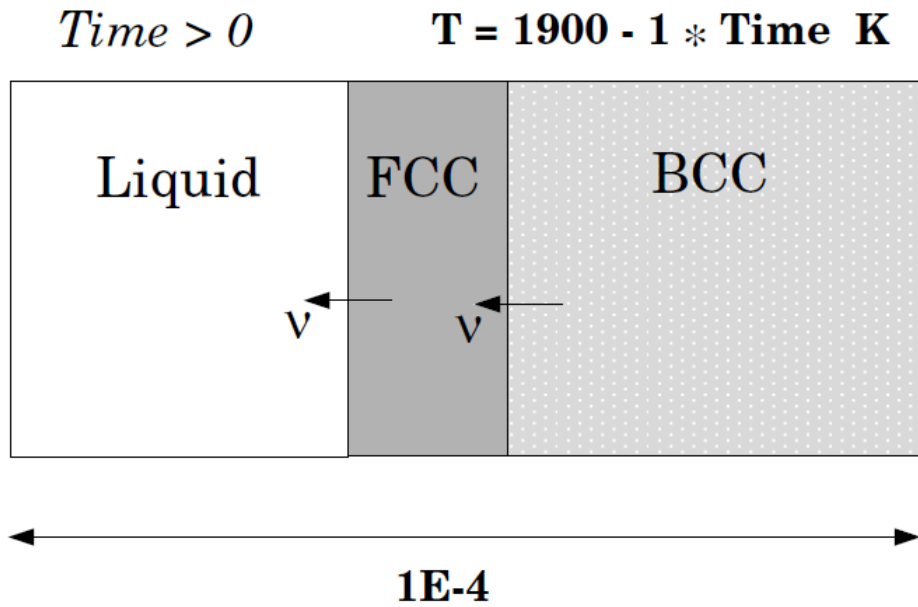 Time > 0 T = 1900 - 1 * Time K
Liquid FCC BCC
ν ν
1E-4